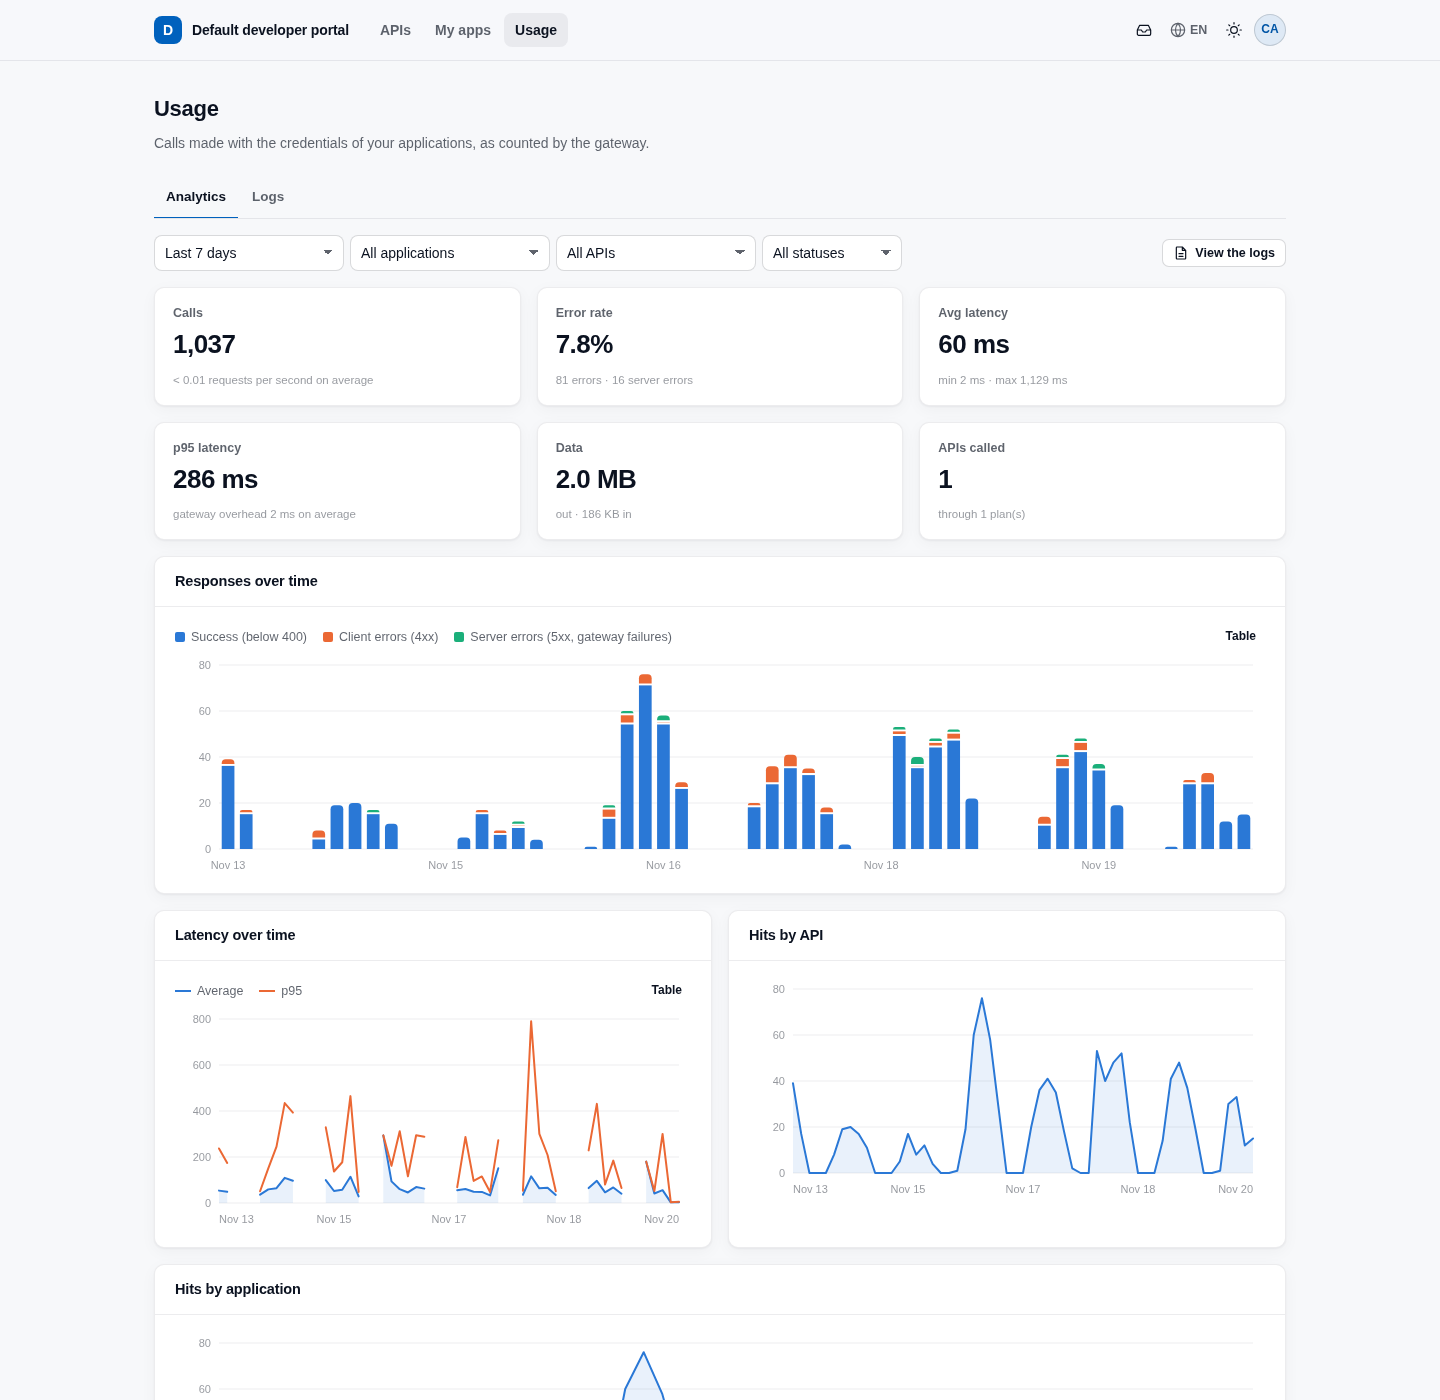 D Default developer portal APIs My apps Usage EN CA
Usage
Calls made with the credentials of your applications, as counted by the gateway.
Analytics Logs
Last 7 days All applications All APIs All statuses View the logs
Calls Error rate Avg latency
1,037 7.8% 60 ms
< 0.01 requests per second on average 81 errors · 16 server errors min 2 ms · max 1,129 ms
p95 latency Data APIs called
286 ms 2.0 MB 1
gateway overhead 2 ms on average out · 186 KB in through 1 plan(s)
Responses over time
Success (below 400) Client errors (4xx) Server errors (5xx, gateway failures) Table
80
60
40
20
0
Nov 13 Nov 15 Nov 16 Nov 18 Nov 19
Latency over time
Average p95 Table
800
600
400
200
0
Nov 13 Nov 15 Nov 17 Nov 18 Nov 20
Hits by API
80
60
40
20
0
Nov 13 Nov 15 Nov 17 Nov 18 Nov 20
Hits by application
80
60